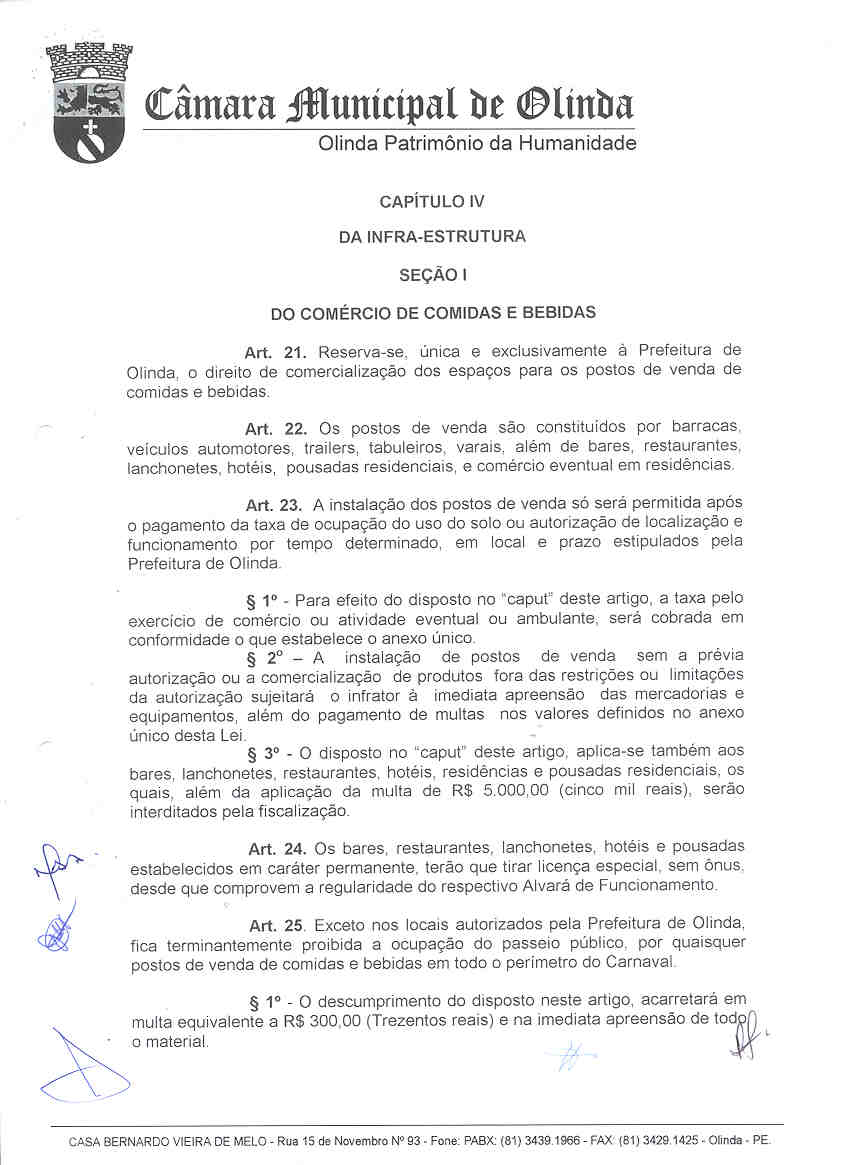 Câmara Municipal de Olinda
Olinda Patrimônio da Humanidade
CAPÍTULO IV
DA INFRA-ESTRUTURA
SEÇÃO I
DO COMÉRCIO DE COMIDAS E BEBIDAS
Art. 21. Reserva-se, única e exclusivamente à Prefeitura de
Olinda, o direito de comercialização dos espaços para os postos de venda de
comidas e bebidas.
Art. 22. Os postos de venda são constituídos por barracas,
veículos automotores, trailers, tabuleiros, varais, além de bares, restaurantes,
lanchonetes, hotéis, pousadas residenciais, e comércio eventual em residências.
Art. 23. A instalação dos postos de venda só será permitida após
o pagamento da taxa de ocupação do uso do solo ou autorização de localização e
funcionamento por tempo determinado, em local e prazo estipulados pela
Prefeitura de Olinda.
§ 1º - Para efeito do disposto no “caput” deste artigo, a taxa pelo
exercício de comércio ou atividade eventual ou ambulante, será cobrada em
conformidade o que estabelece o anexo único.
§ 2º – A instalação de postos de venda sem a prévia
autorização ou a comercialização de produtos fora das restrições ou limitações
da autorização sujeitará o infrator à imediata apreensão das mercadorias e
equipamentos, além do pagamento de multas nos valores definidos no anexo
único desta Lei.
§ 3º - O disposto no “caput” deste artigo, aplica-se também aos
bares, lanchonetes, restaurantes, hotéis, residências e pousadas residenciais, os
quais, além da aplicação da multa de R$ 5.000,00 (cinco mil reais), serão
interditados pela fiscalização.
Art. 24. Os bares, restaurantes, lanchonetes, hotéis e pousadas
estabelecidos em caráter permanente, terão que tirar licença especial, sem ônus,
desde que comprovem a regularidade do respectivo Alvará de Funcionamento.
Art. 25. Exceto nos locais autorizados pela Prefeitura de Olinda,
fica terminantemente proibida a ocupação do passeio público, por quaisquer
postos de venda de comidas e bebidas em todo o perímetro do Carnaval.
§ 1º - O descumprimento do disposto neste artigo, acarretará em
multa equivalente a R$ 300,00 (Trezentos reais) e na imediata apreensão de todo
o material.
CASA BERNARDO VIEIRA DE MELO - Rua 15 de Novembro Nº 93 - Fone: PABX: (81) 3439.1966 - FAX: (81) 3429.1425 - Olinda - PE.